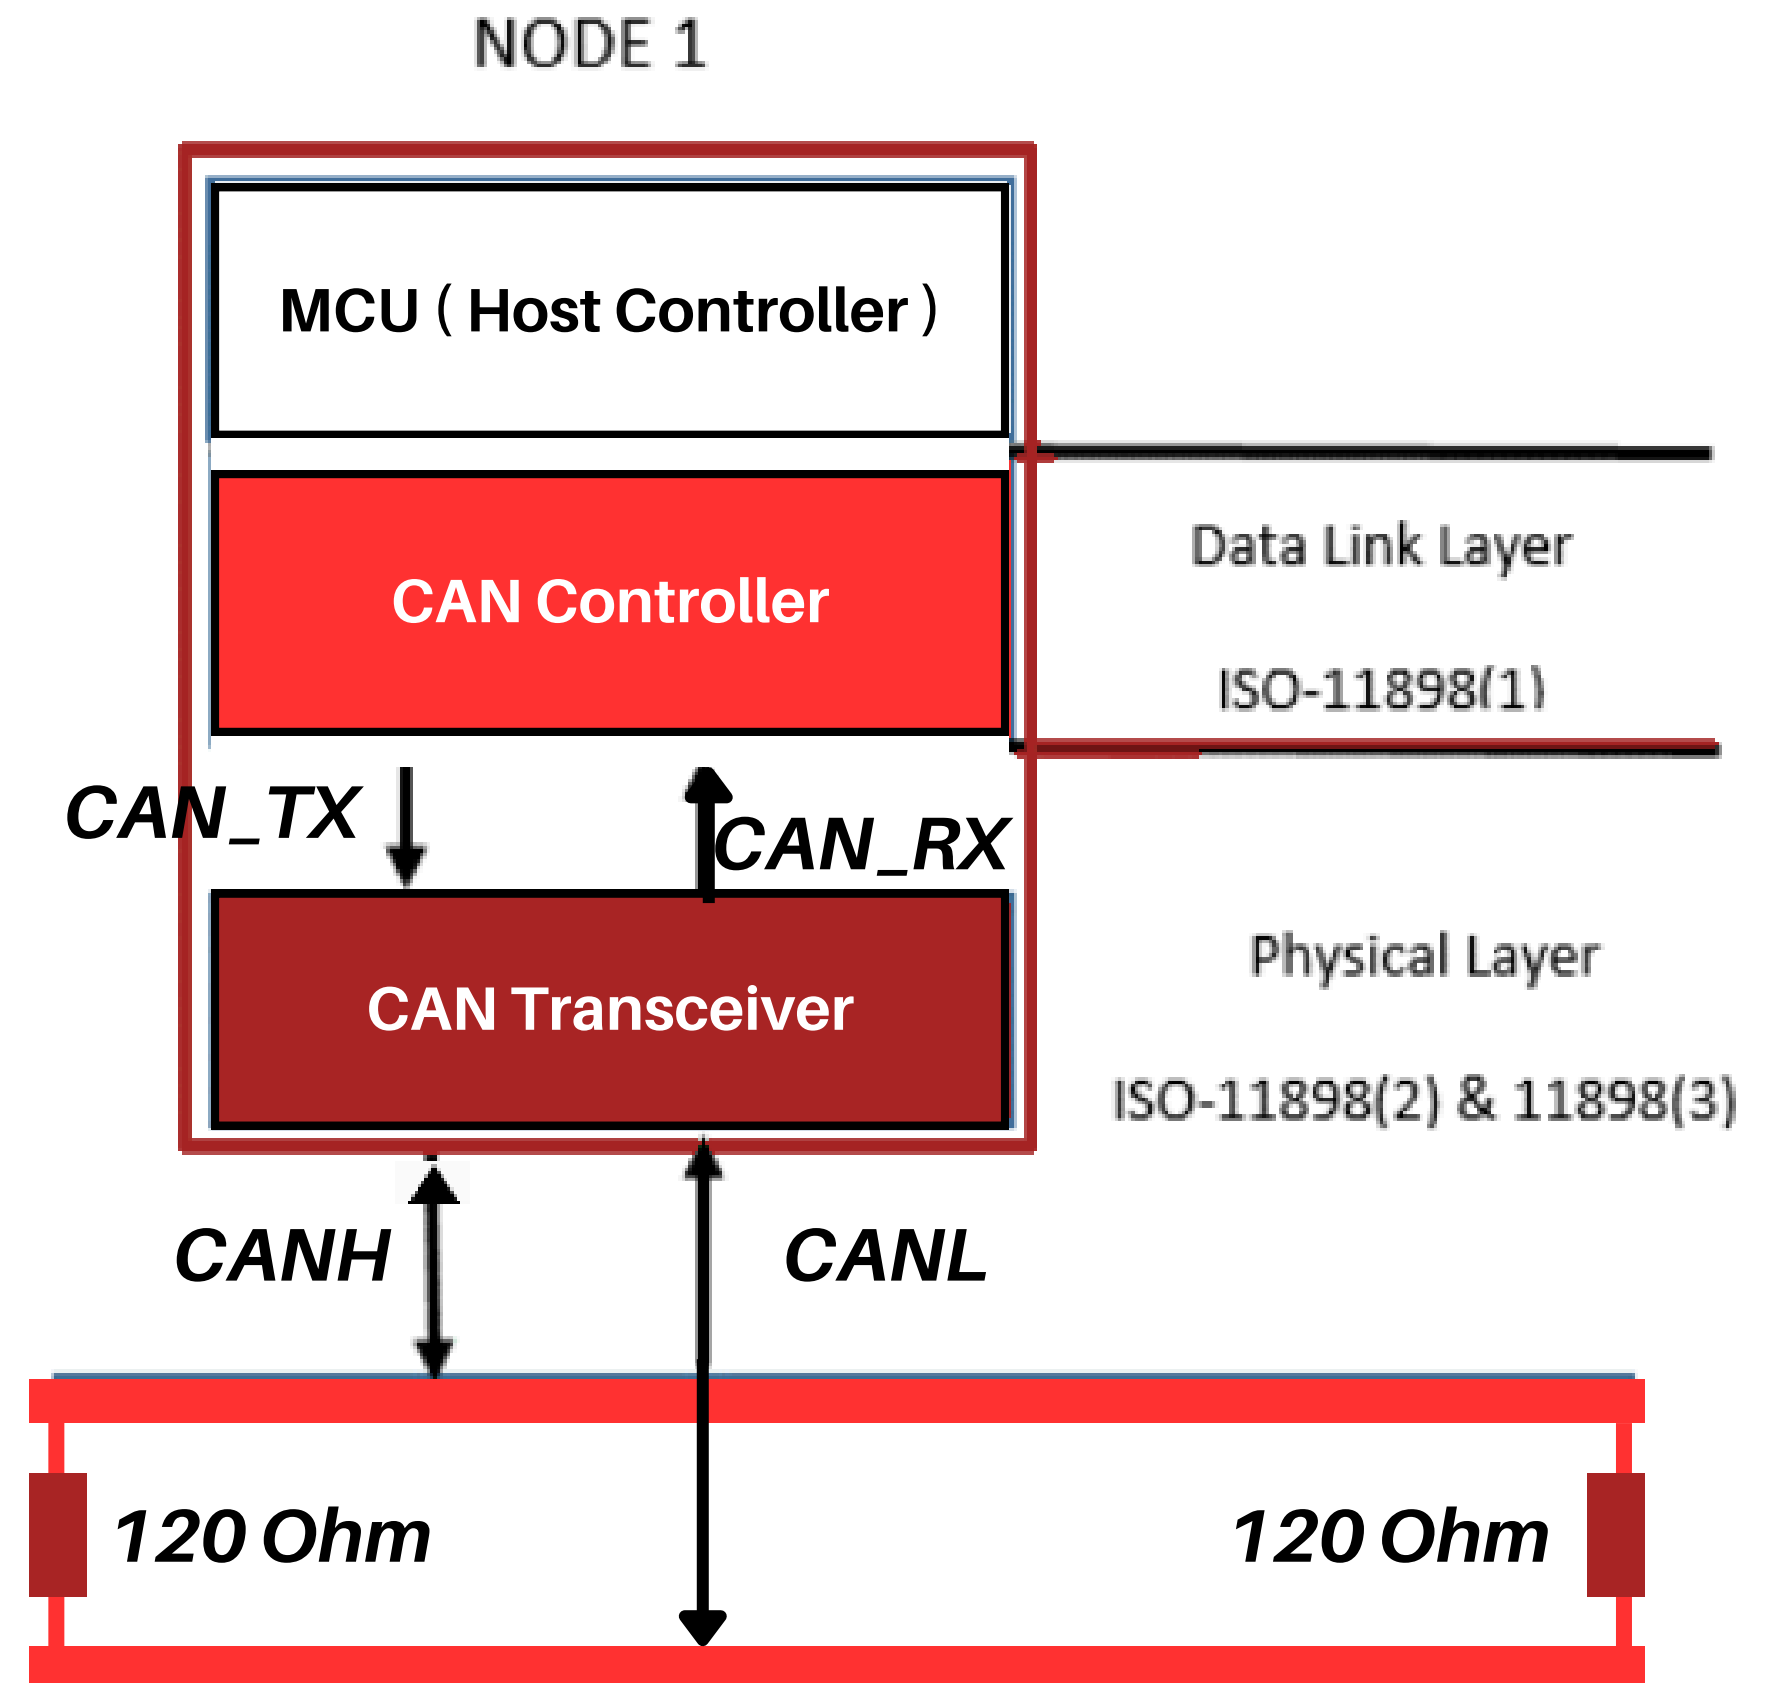 NODE 1
MCU ( Host Controller )
Data Link Layer
CAN Controller
ISO-11898(1)
CAN_TX
CAN_RX
Physical Layer
CAN Transceiver
ISO-11898(2) & 11898(3)
CANH
CANL
120 Ohm
120 Ohm